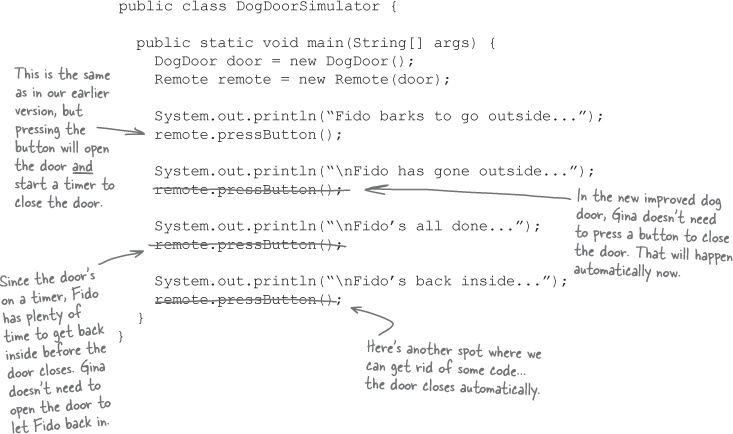 public class DogDoorSimulator {
public static void main(String[] args) {
DogDoor door = new DogDoor();
Remote remote = new Remote(door);
System.out.println(“Fido barks to go outside...”);
remote.pressButton();
System.out.println(“\nFido has gone outside...”);
remote.pressButton();
System.out.println(“\nFido’s all done...”);
remote.pressButton();
System.out.println(“\nFido’s back inside...”);
remote.pressButton();
}
}
This is the same
as in our earlier
version, but
pressing the
button will open
the door and
start a timer to
close the door.
In the new improved dog
door, Gina doesn’t need
to press a button to close
the door. That will happen
automatically now.
Since the door’s
on a timer, Fido
has plenty of
time to get back
inside before the
door closes. Gina
doesn’t need to
open the door to
let Fido back in.
Here’s another spot where we
can get rid of some code...
the door closes automatically.